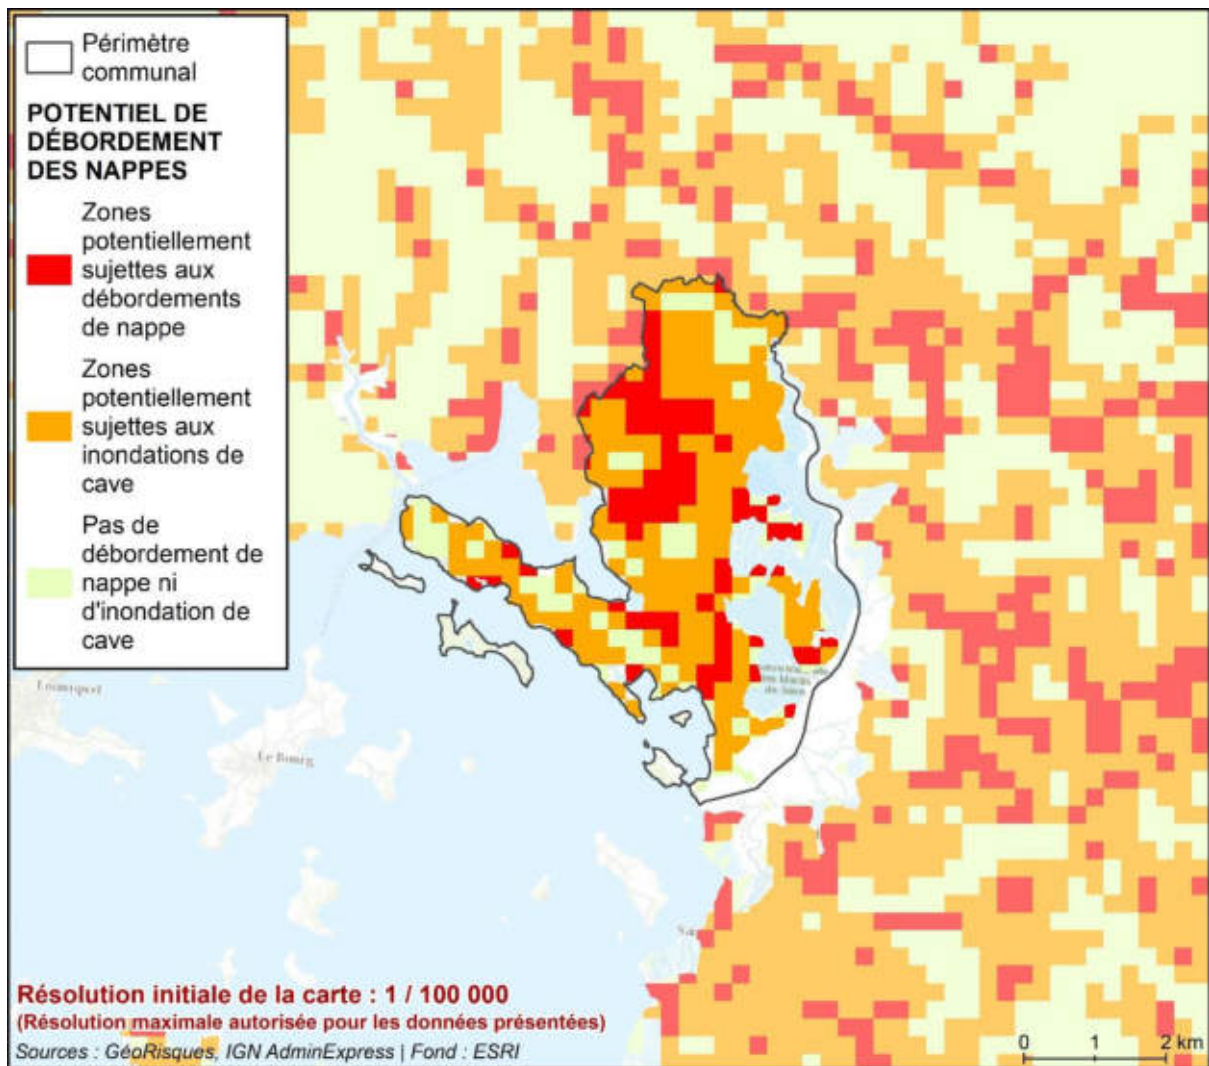 Périmètre
communal
POTENTIEL DE
DÉBORDEMENT
DES NAPPES
Zones
potentiellement
sujettes aux
débordements
de nappe
Zones
potentiellement
sujettes aux
inondations de
cave
Pas de
débordement de
nappe ni
d'inondation de
cave
Le Bourg
de Séné
Résolution initiale de la carte : 1 / 100 000
(Résolution maximale autorisée pour les données présentées)
Sources : GéoRisques, IGN AdminExpress | Fond : ESRI
0 1 2 km